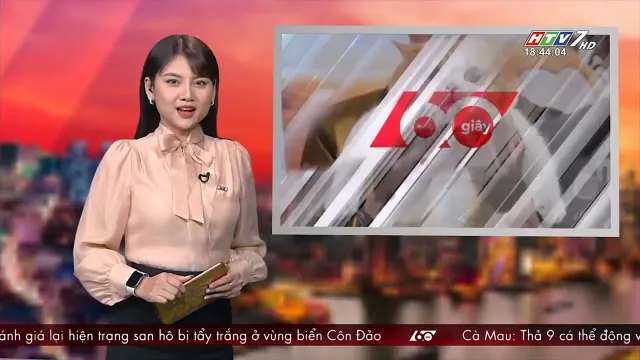 HTV7 HD
18:44:04
60 giây
ánh giá lại hiện trạng san hô bị tẩy trắng ở vùng biển Côn Đảo 60 Cà Mau: Thả 9 cá thể động v